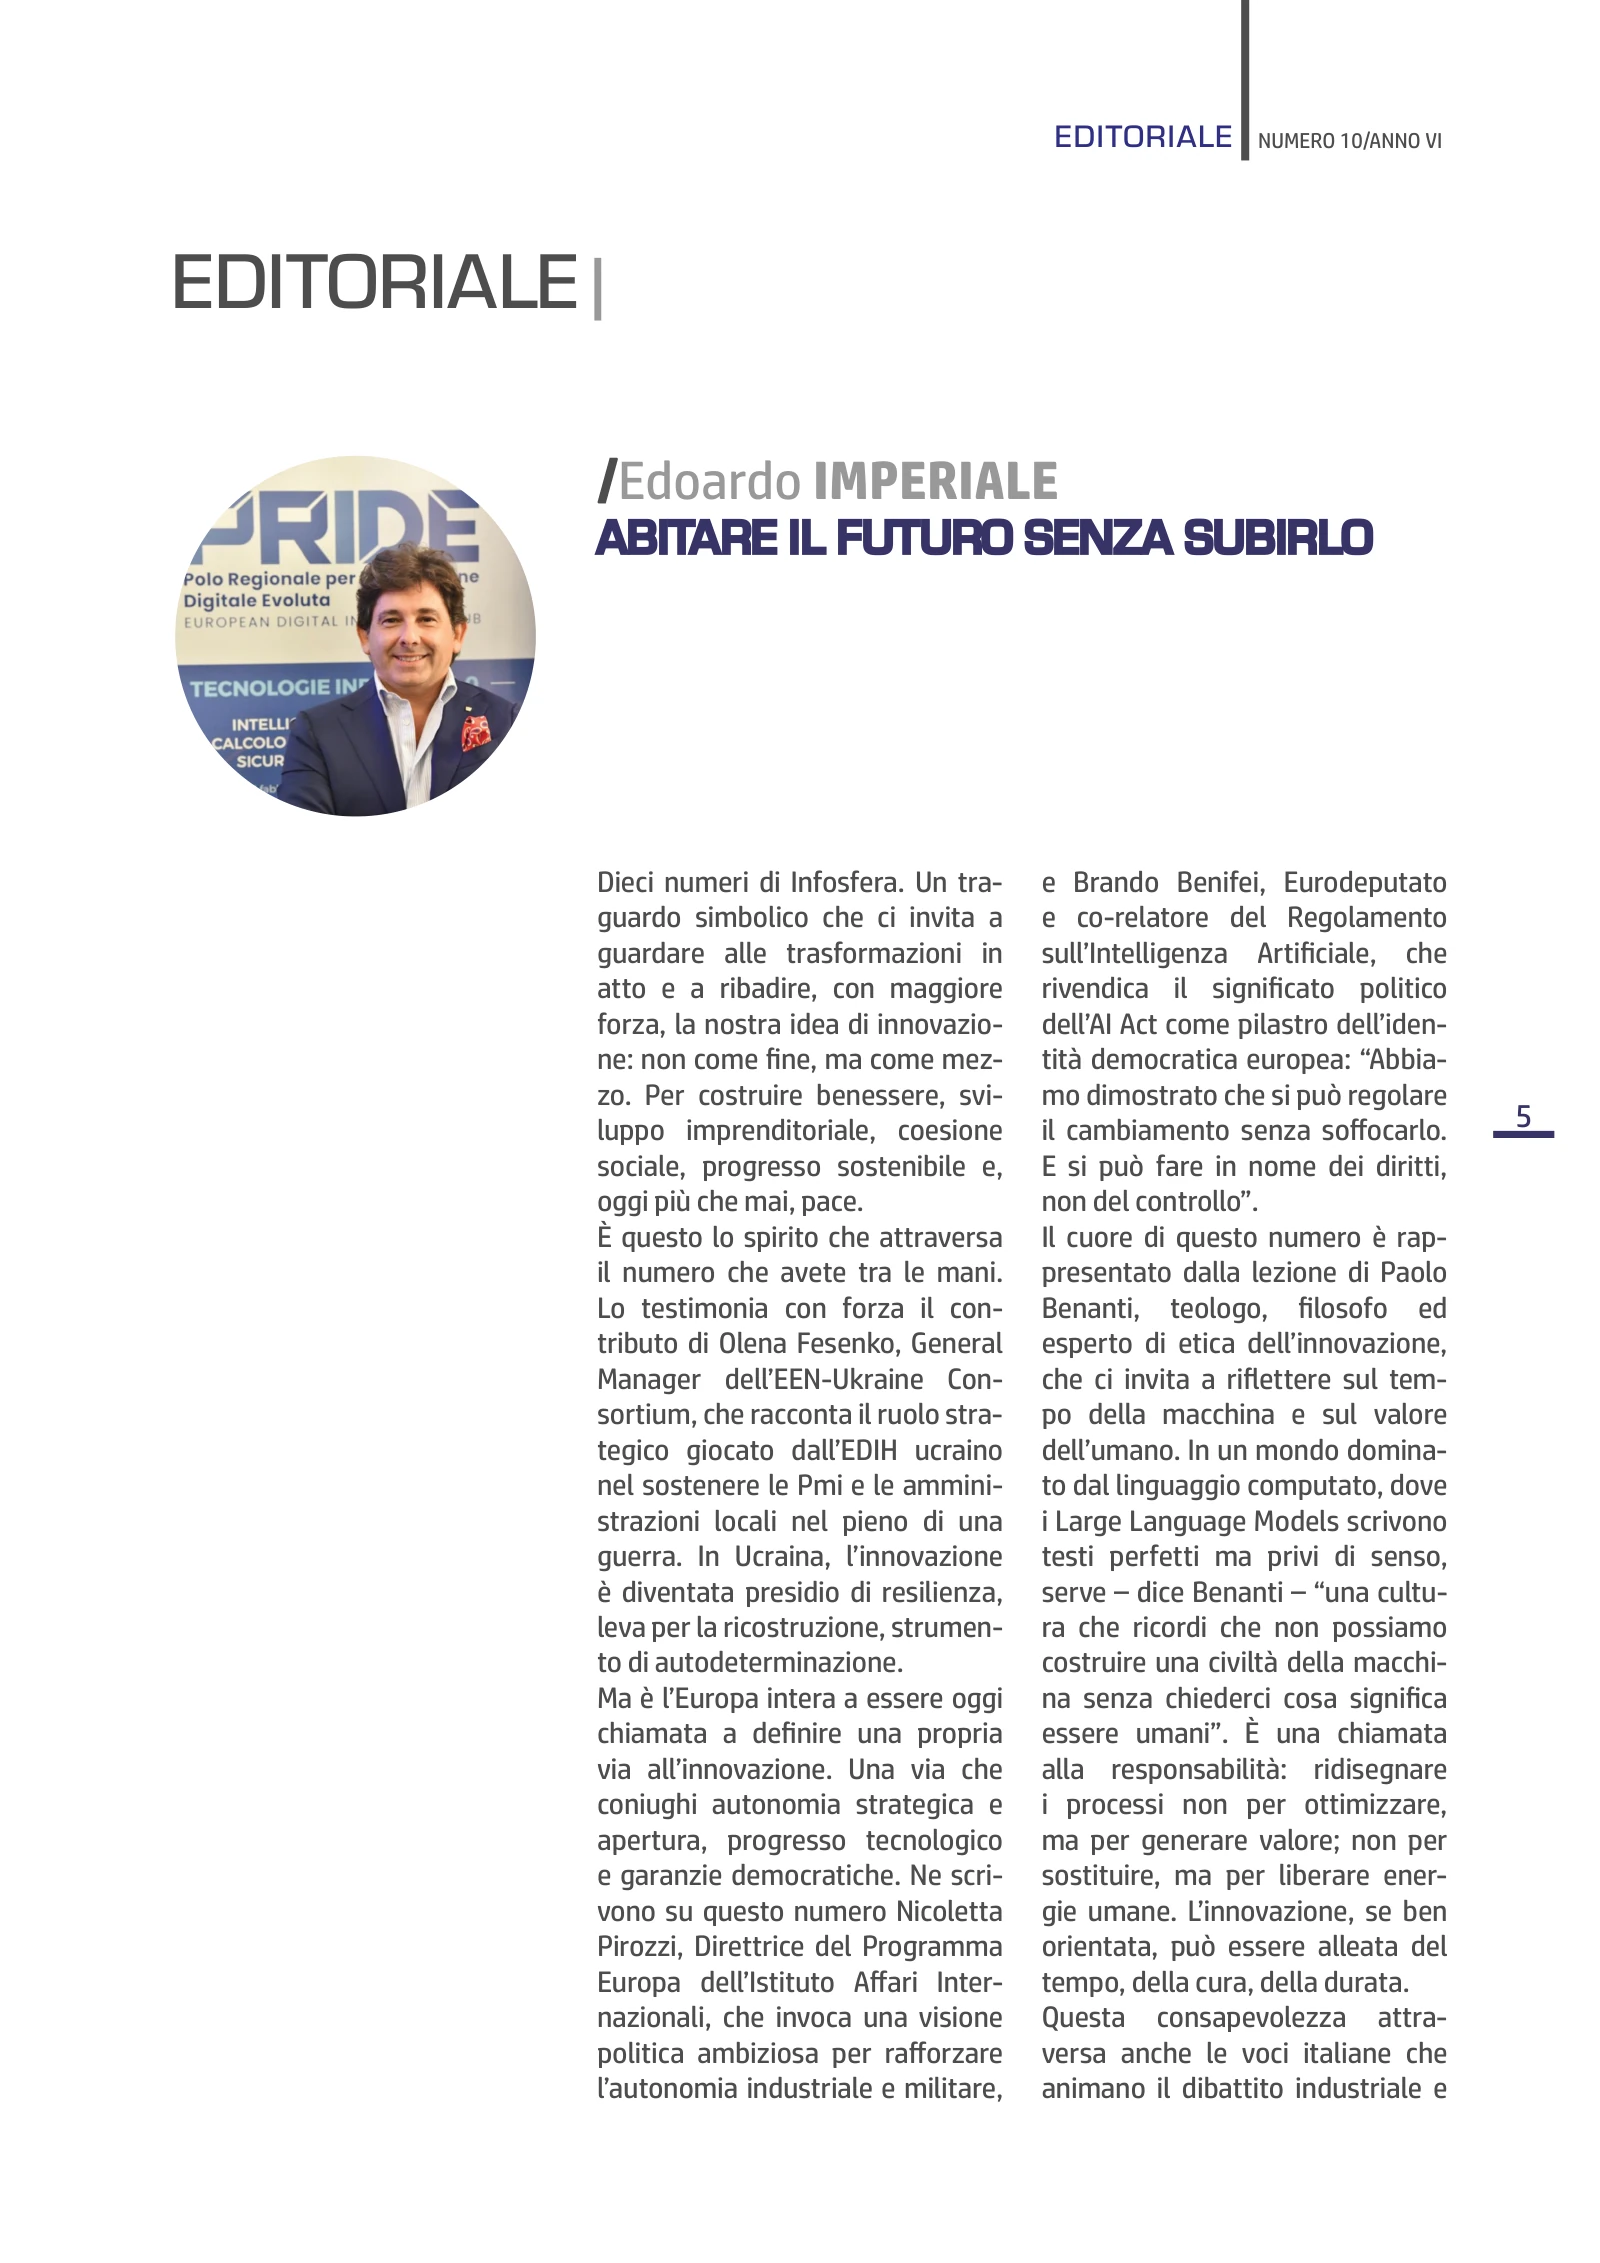 EDITORIALE
NUMERO 10/ANNO VI
EDITORIALE
/Edoardo IMPERIALE
ABITARE IL FUTURO SENZA SUBIRLO
PRIDE
Polo Regionale per
ne
Digitale Evoluta
EUROPEAN DIGITAL IN
UB
TECNOLOGIE INF
INTELLI
CALCOLO
SICUR
Dieci numeri di Infosfera. Un tra-
guardo simbolico che ci invita a
guardare alle trasformazioni in
atto e a ribadire, con maggiore
forza, la nostra idea di innovazio-
ne: non come fine, ma come mez-
zo. Per costruire benessere, svi-
luppo imprenditoriale, coesione
sociale, progresso sostenibile e,
oggi più che mai, pace.
È questo lo spirito che attraversa
il numero che avete tra le mani.
Lo testimonia con forza il con-
tributo di Olena Fesenko, General
Manager dell’EEN-Ukraine Con-
sortium, che racconta il ruolo stra-
tegico giocato dall’EDIH ucraino
nel sostenere le Pmi e le ammini-
strazioni locali nel pieno di una
guerra. In Ucraina, l’innovazione
è diventata presidio di resilienza,
leva per la ricostruzione, strumen-
to di autodeterminazione.
Ma è l’Europa intera a essere oggi
chiamata a definire una propria
via all’innovazione. Una via che
coniughi autonomia strategica e
apertura, progresso tecnologico
e garanzie democratiche. Ne scri-
vono su questo numero Nicoletta
Pirozzi, Direttrice del Programma
Europa dell’Istituto Affari Inter-
nazionali, che invoca una visione
politica ambiziosa per rafforzare
l’autonomia industriale e militare,
e Brando Benifei, Eurodeputato
e co-relatore del Regolamento
sull’Intelligenza Artificiale, che
rivendica il significato politico
dell’AI Act come pilastro dell’iden-
tità democratica europea: “Abbia-
mo dimostrato che si può regolare
il cambiamento senza soffocarlo.
E si può fare in nome dei diritti,
non del controllo”.
Il cuore di questo numero è rap-
presentato dalla lezione di Paolo
Benanti, teologo, filosofo ed
esperto di etica dell’innovazione,
che ci invita a riflettere sul tem-
po della macchina e sul valore
dell’umano. In un mondo domina-
to dal linguaggio computato, dove
i Large Language Models scrivono
testi perfetti ma privi di senso,
serve – dice Benanti – “una cultu-
ra che ricordi che non possiamo
costruire una civiltà della macchi-
na senza chiederci cosa significa
essere umani”. È una chiamata
alla responsabilità: ridisegnare
i processi non per ottimizzare,
ma per generare valore; non per
sostituire, ma per liberare ener-
gie umane. L’innovazione, se ben
orientata, può essere alleata del
tempo, della cura, della durata.
Questa consapevolezza attra-
versa anche le voci italiane che
animano il dibattito industriale e
5